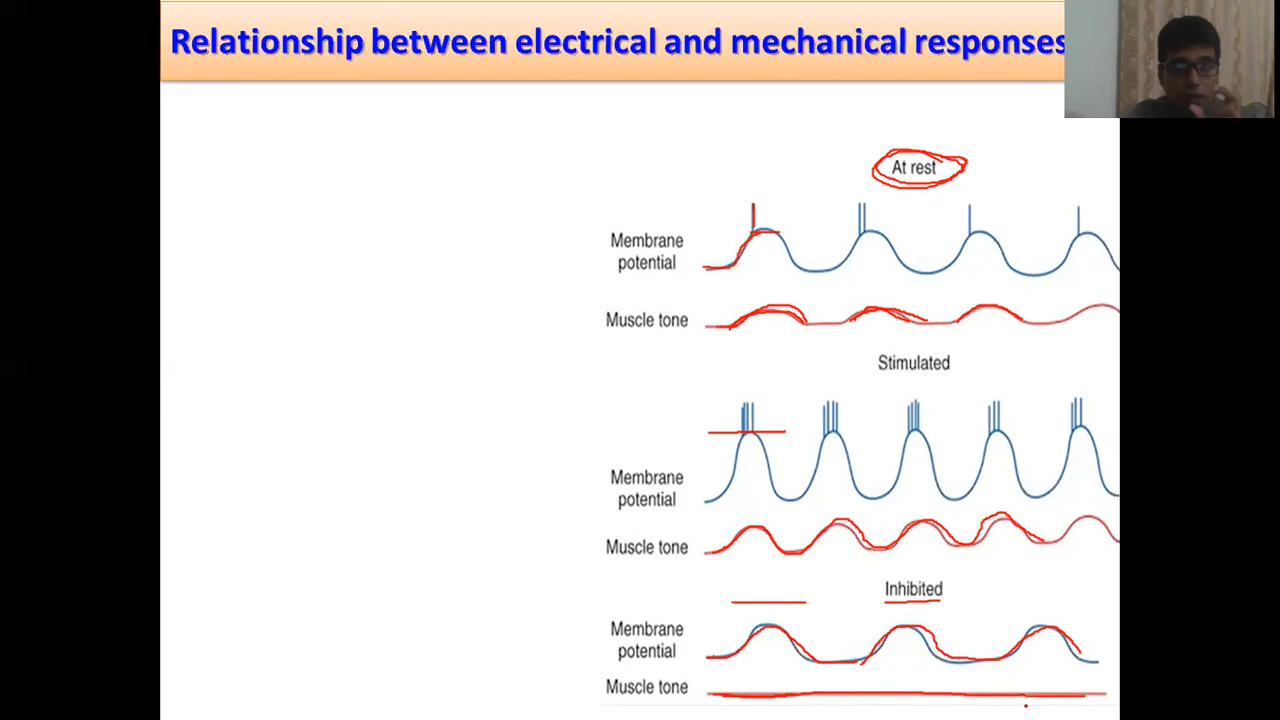 Relationship between electrical and mechanical responses
At rest
Membrane
potential
Muscle tone
Stimulated
Membrane
potential
Muscle tone
Inhibited
Membrane
potential
Muscle tone